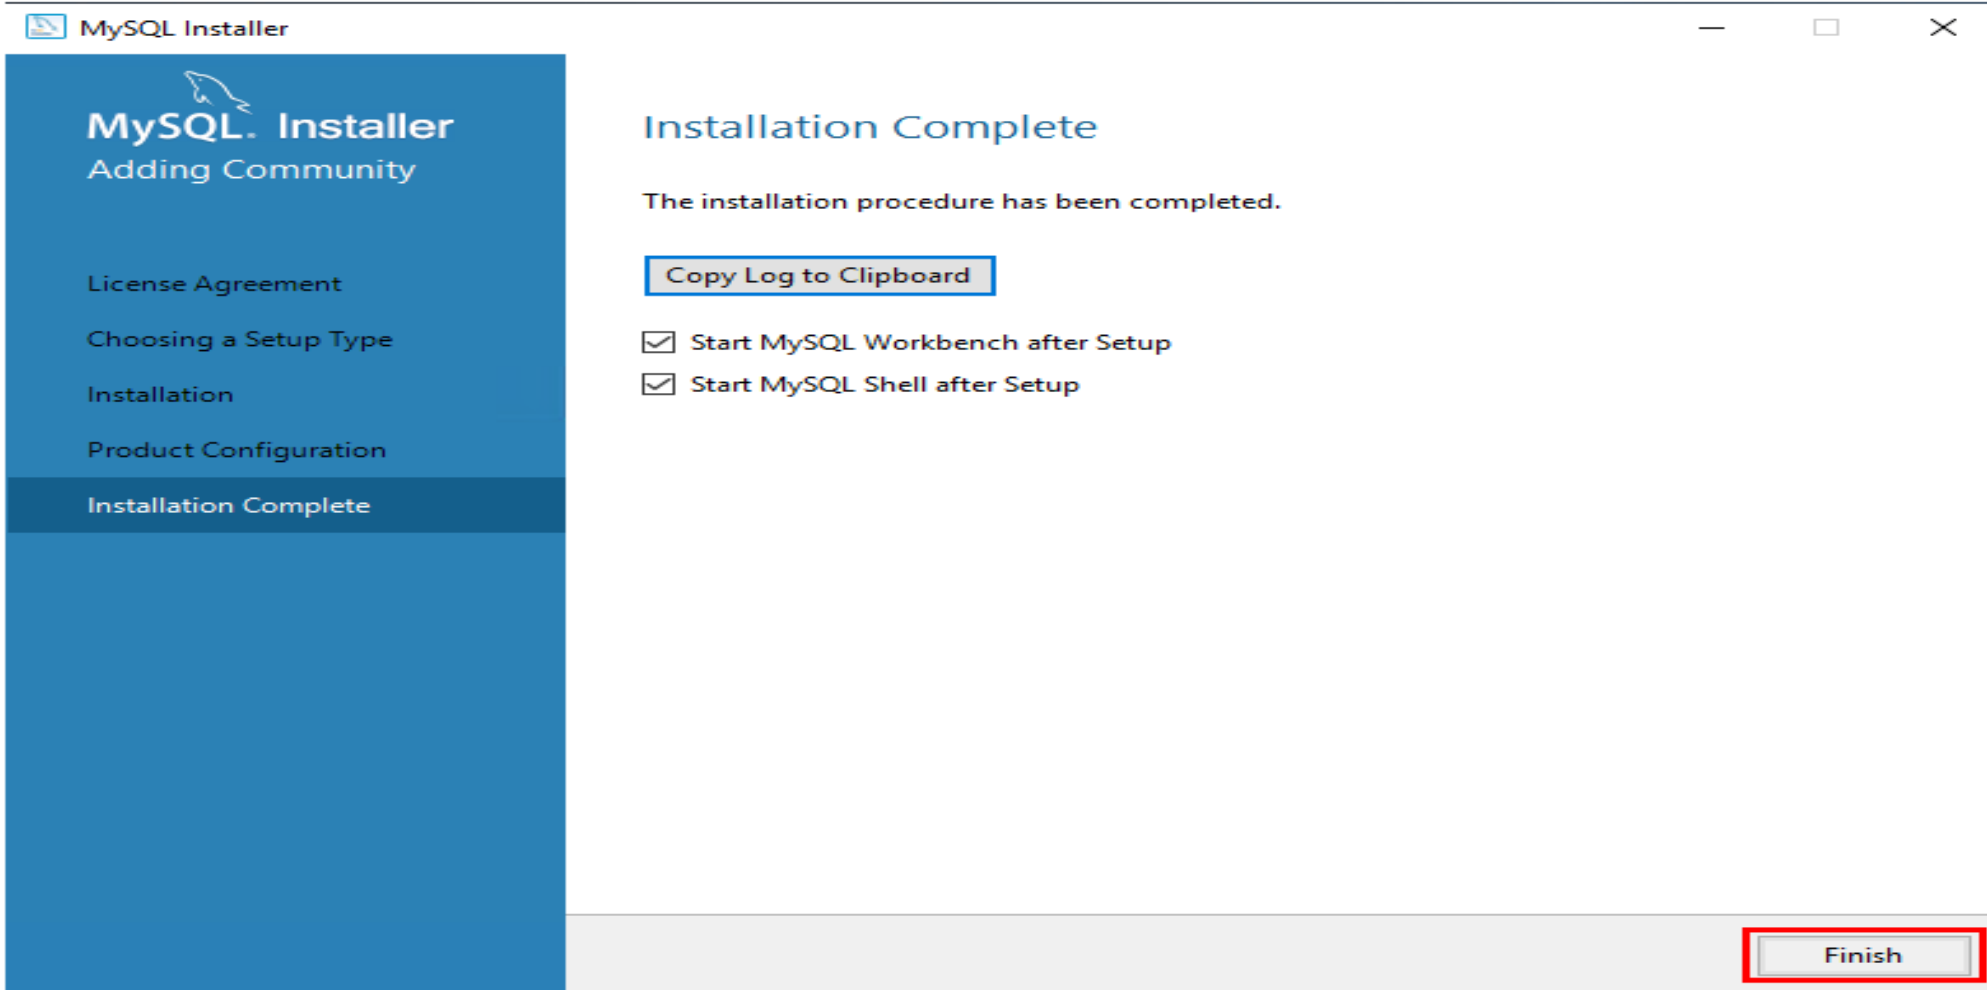 MySQL Installer
MySQL. Installer
Adding Community
License Agreement
Choosing a Setup Type
Installation
Product Configuration
Installation Complete
Installation Complete
The installation procedure has been completed.
Copy Log to Clipboard
Start MySQL Workbench after Setup
Start MySQL Shell after Setup
Finish